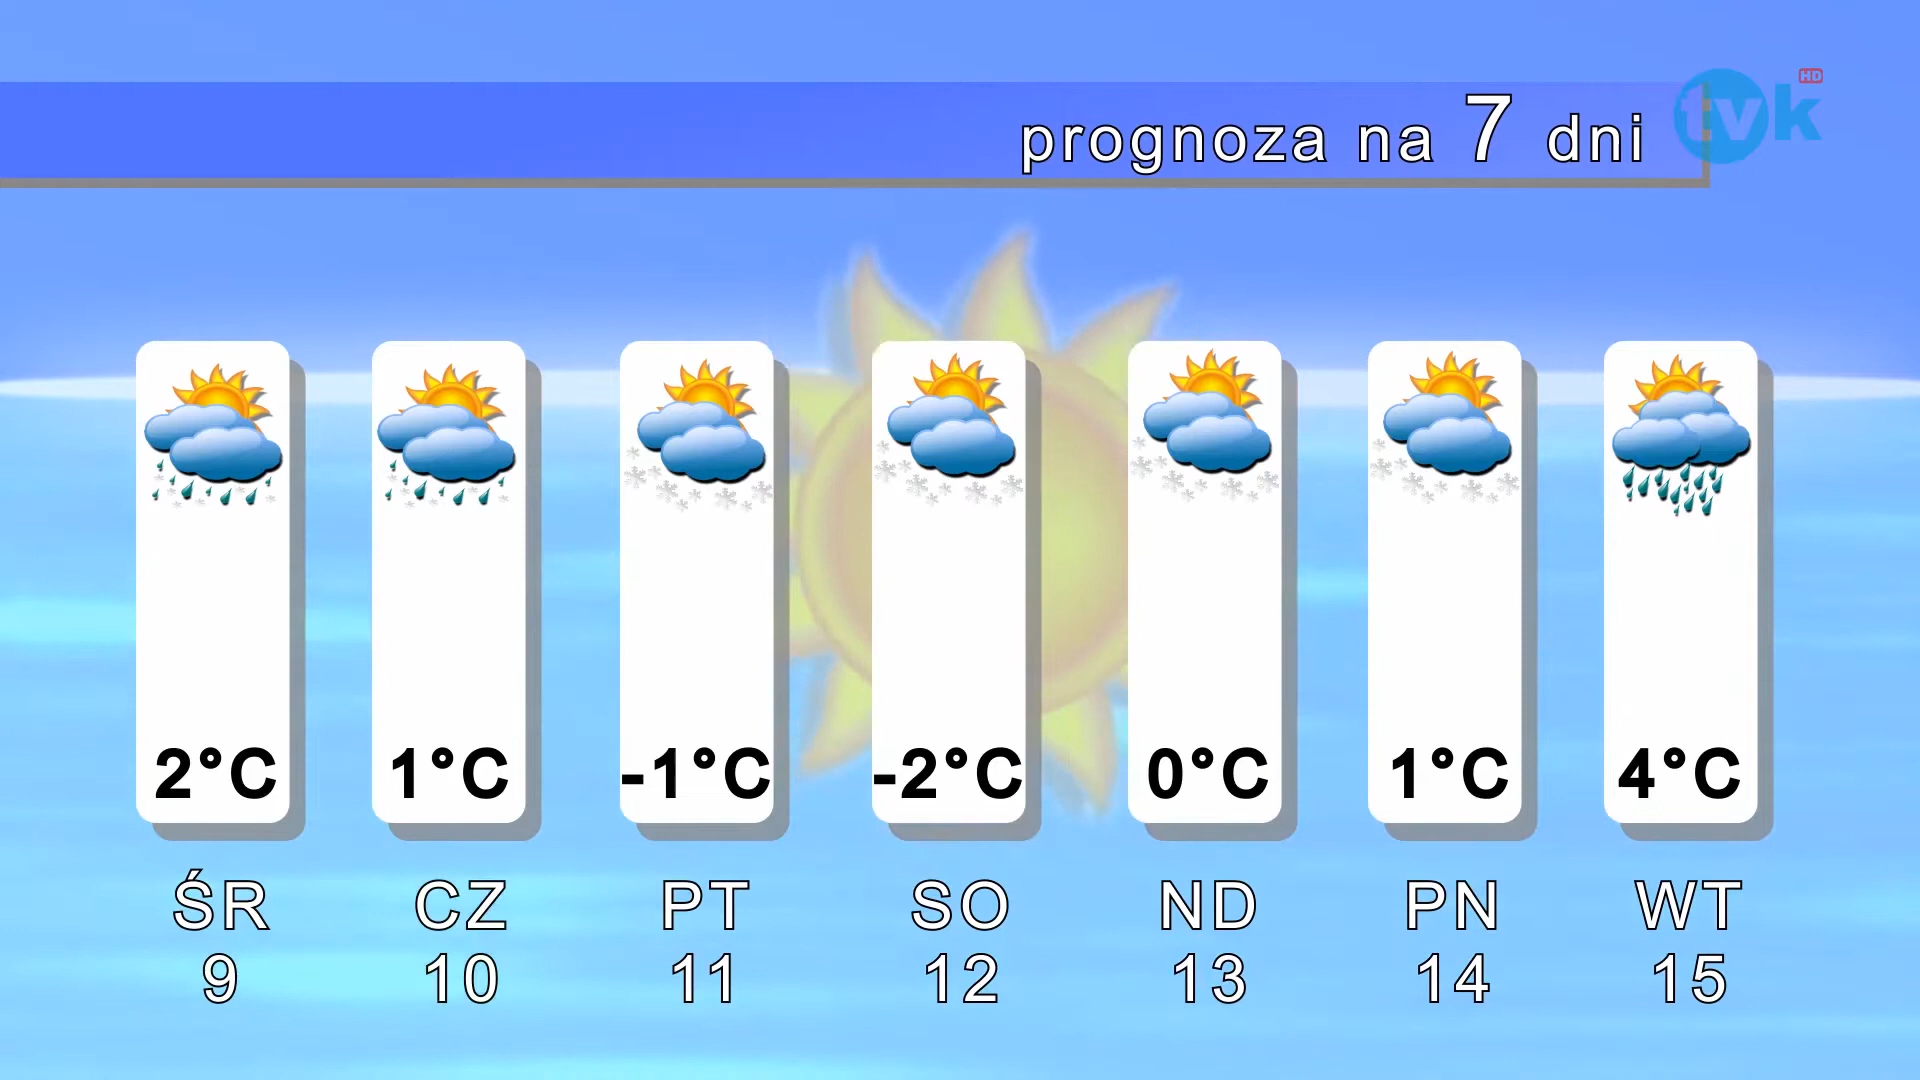 prognoza na 7 dni
tvk HD
2°C 1°C -1°C -2°C 0°C 1°C 4°C
ŚR CZ PT SO ND PN WT
9 10 11 12 13 14 15